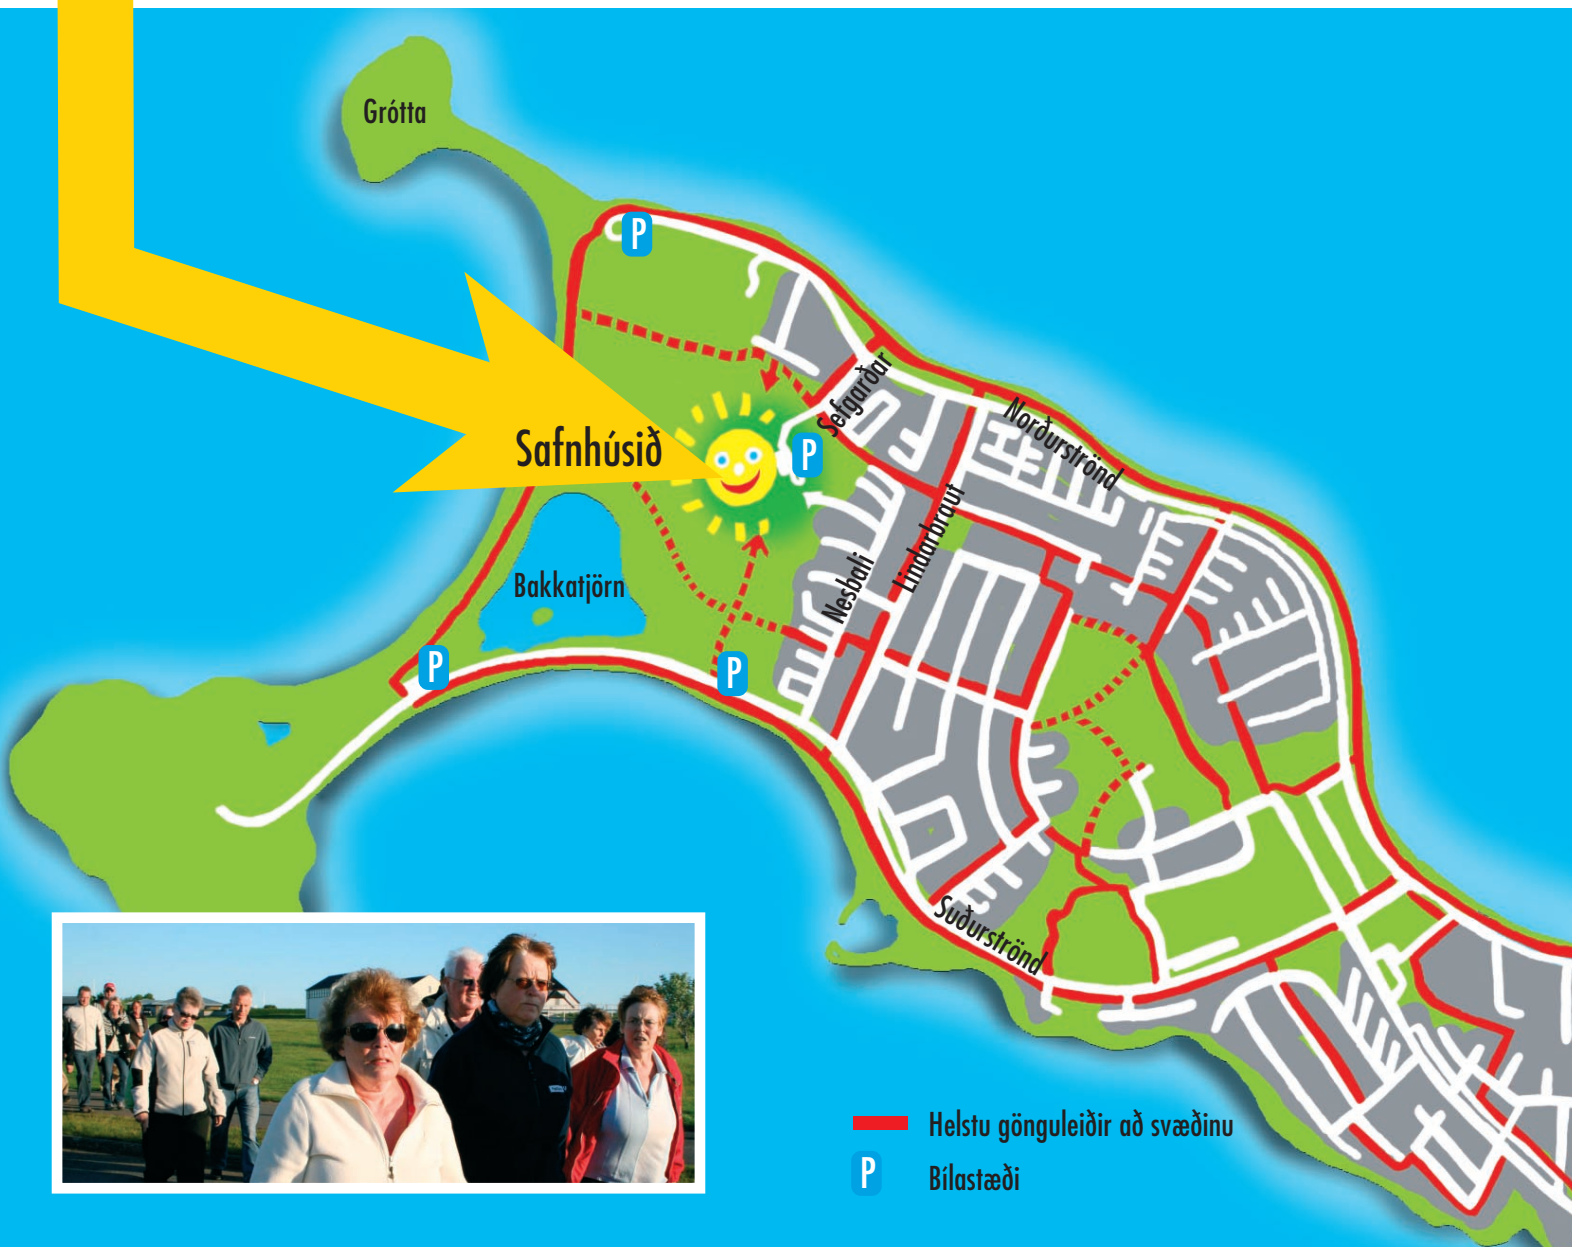 Grótta
P
Sefgarðar
Norðurströnd
Safnhúsið
P
Lindarbraut
Nesbali
Bakkatjörn
P
P
Suðurströnd
Helstu gönguleiðir að svæðinu
P Bílastæði